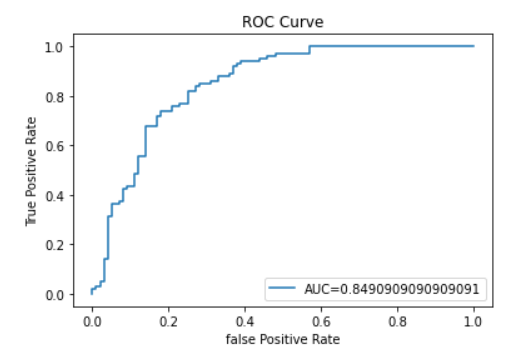 ROC Curve
1.0
0.8
0.6
0.4
0.2
0.0
True Positive Rate
AUC=0.8490909090909091
0.0 0.2 0.4 0.6 0.8 1.0
false Positive Rate